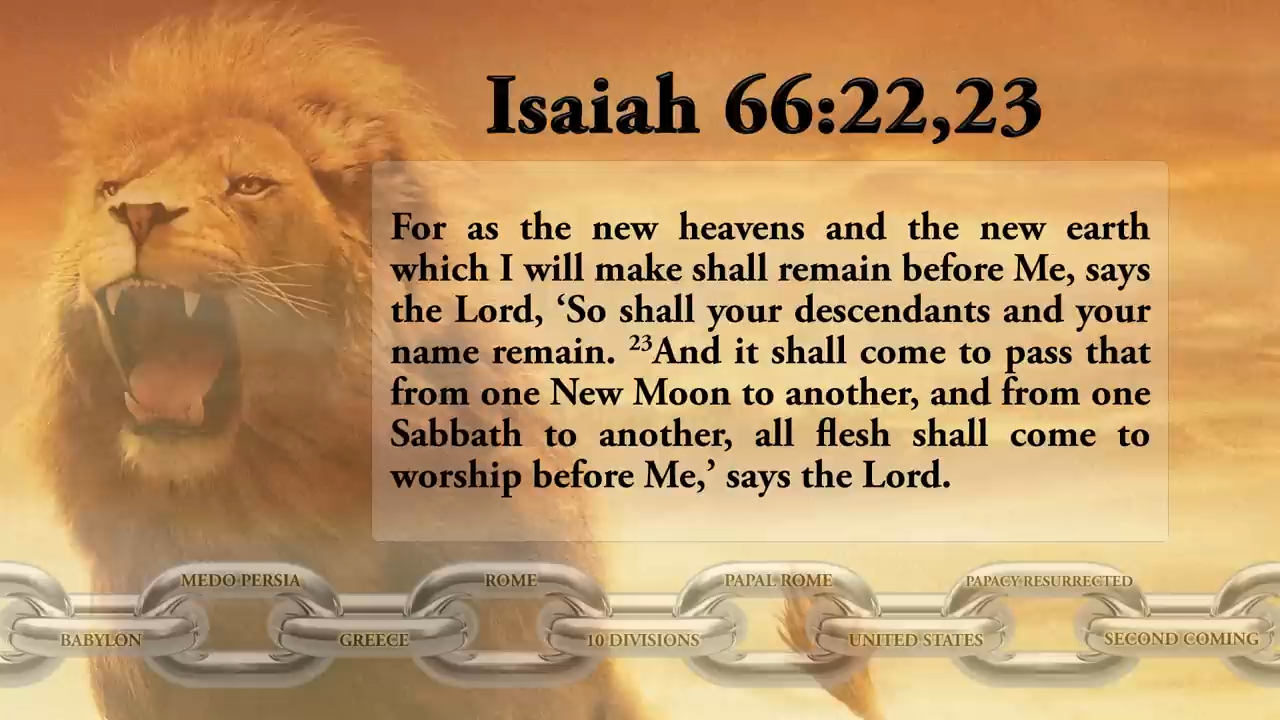 Isaiah 66:22,23
For as the new heavens and the new earth
which I will make shall remain before Me, says
the Lord, ‘So shall your descendants and your
name remain. ²³And it shall come to pass that
from one New Moon to another, and from one
Sabbath to another, all flesh shall come to
worship before Me,’ says the Lord.
BABYLON
MEDO PERSIA
GREECE
ROME
10 DIVISIONS
PAPAL ROME
UNITED STATES
PAPACY RESURRECTED
SECOND COMING